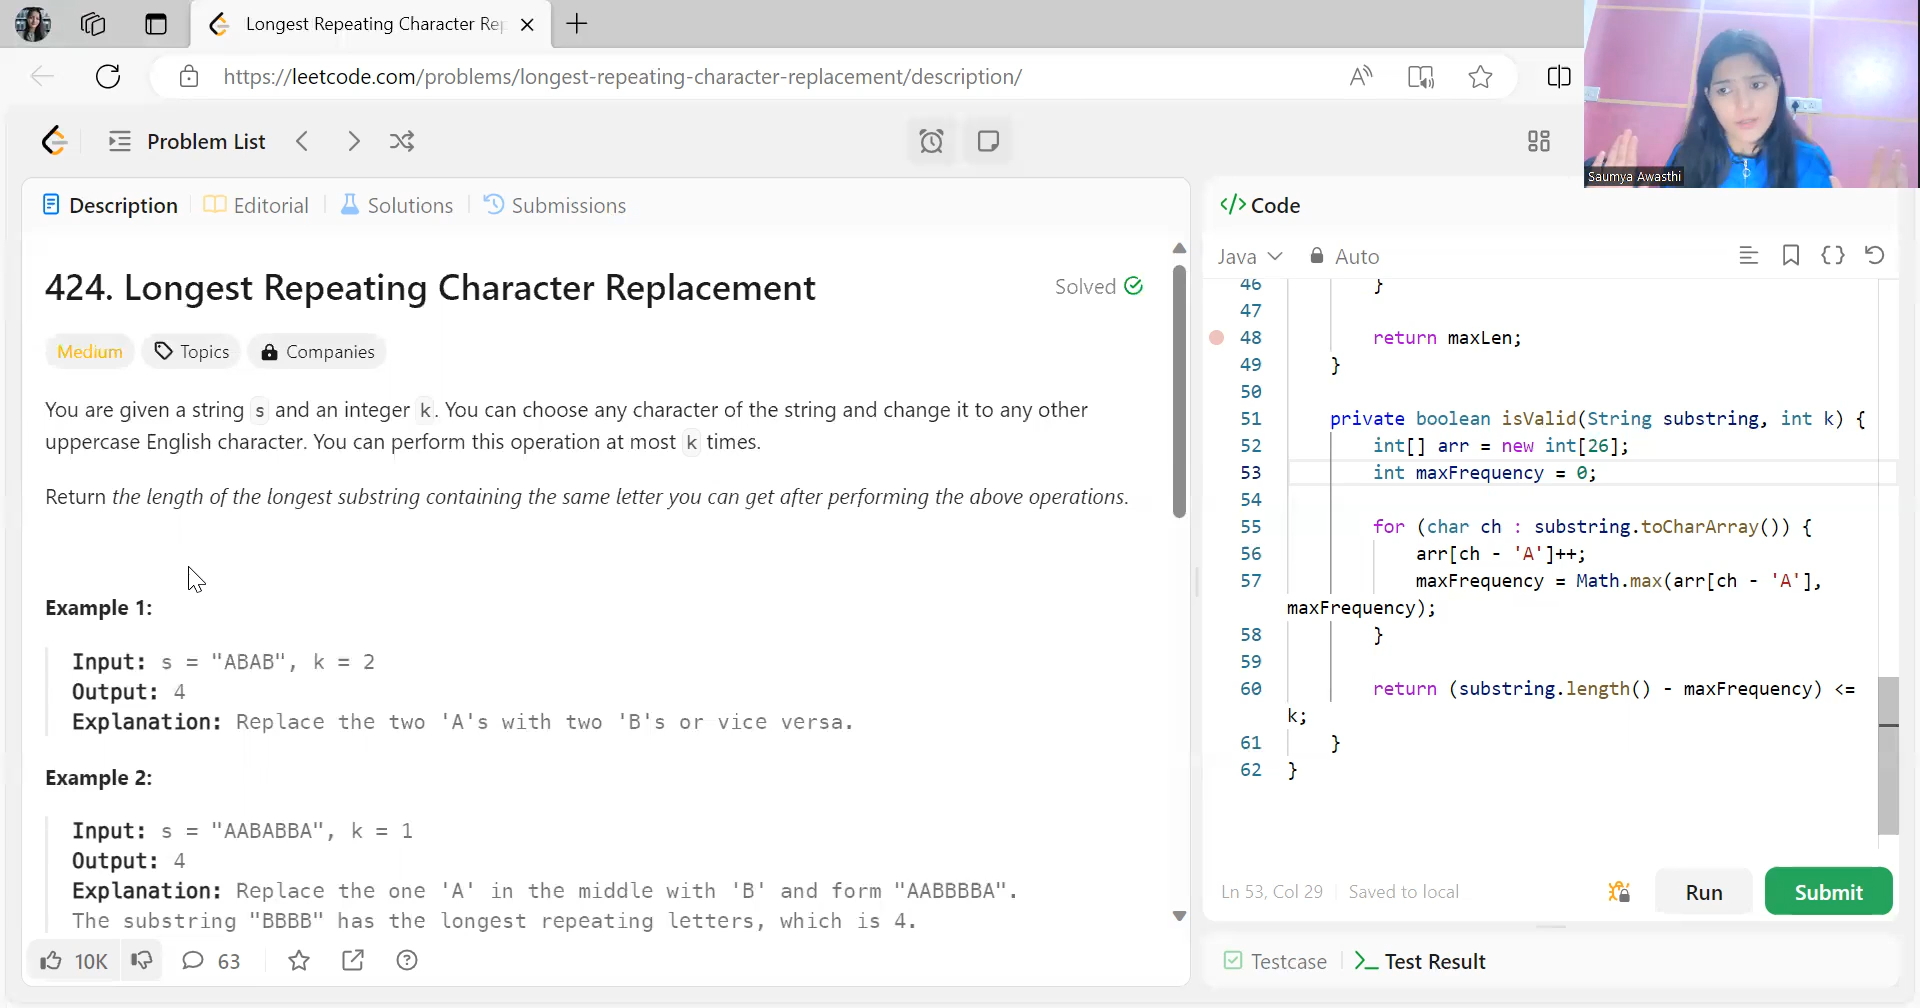 Longest Repeating Character Rep
https://leetcode.com/problems/longest-repeating-character-replacement/description/
Saumya Awasthi
Problem List
Description
Editorial
Solutions
Submissions
424. Longest Repeating Character Replacement
Solved
Medium
Topics
Companies
You are given a string s and an integer k. You can choose any character of the string and change it to any other
uppercase English character. You can perform this operation at most k times.
Return the length of the longest substring containing the same letter you can get after performing the above operations.
Example 1:
Input: s = "ABAB", k = 2
Output: 4
Explanation: Replace the two 'A's with two 'B's or vice versa.
Example 2:
Input: s = "AABABBA", k = 1
Output: 4
Explanation: Replace the one 'A' in the middle with 'B' and form "AABBBBA".
The substring "BBBB" has the longest repeating letters, which is 4.
10K
63
</> Code
Java
Auto
46 }
47
48 return maxLen;
49 }
50
51 private boolean isValid(String substring, int k) {
52 int[] arr = new int[26];
53 int maxFrequency = 0;
54
55 for (char ch : substring.toCharArray()) {
56 arr[ch - 'A']++;
57 maxFrequency = Math.max(arr[ch - 'A'],
maxFrequency);
58 }
59
60 return (substring.length() - maxFrequency) <=
k;
61 }
62 }
Ln 53, Col 29
Saved to local
Run
Submit
Testcase
Test Result